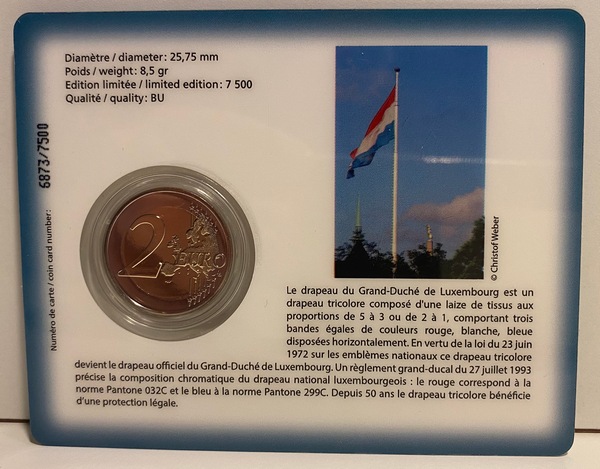 Diamètre / diameter: 25,75 mm
Poids / weight: 8,5 gr
Edition limitée / limited edition: 7 500
Qualité / quality: BU
Numéro de carte / coin card number:
6873/7500
2
EURO
© Christof Weber
Le drapeau du Grand-Duché de Luxembourg est un
drapeau tricolore composé d'une laize de tissus aux
proportions de 5 à 3 ou de 2 à 1, comportant trois
bandes égales de couleurs rouge, blanche, bleue
disposées horizontalement. En vertu de la loi du 23 juin
1972 sur les emblèmes nationaux ce drapeau tricolore
devient le drapeau officiel du Grand-Duché de Luxembourg. Un règlement grand-ducal du 27 juillet 1993
précise la composition chromatique du drapeau national luxembourgeois : le rouge correspond à la
norme Pantone 032C et le bleu à la norme Pantone 299C. Depuis 50 ans le drapeau tricolore bénéficie
d'une protection légale.